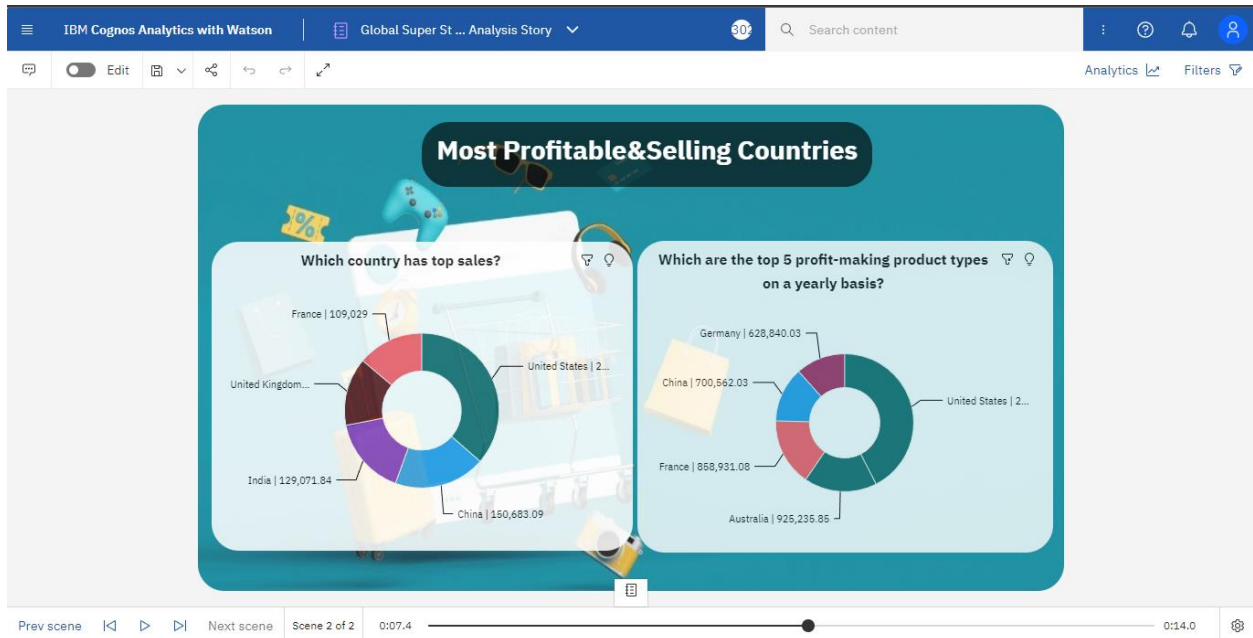 IBM Cognos Analytics with Watson
Global Super St ... Analysis Story
302
Search content
Edit
Analytics
Filters
Most Profitable&Selling Countries
%
Which country has top sales?
France | 109,029
United States | 2...
United Kingdom...
India | 129,071.84
China | 150,683.09
Which are the top 5 profit-making product types
on a yearly basis?
Germany | 628,840.03
China | 700,562.03
United States | 2...
France | 858,931.08
Australia | 925,235.85
Prev scene
Next scene
Scene 2 of 2
0:07.4
0:14.0